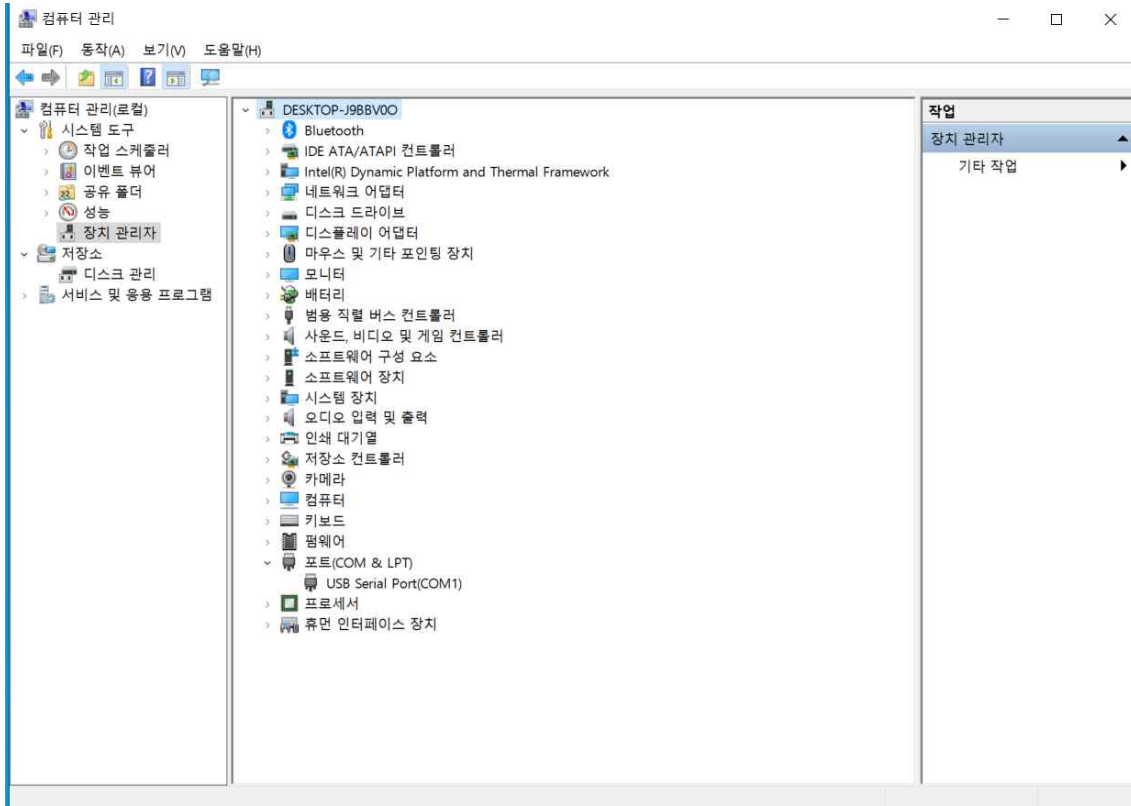 컴퓨터 관리
파일(F) 동작(A) 보기(V) 도움말(H)
컴퓨터 관리(로컬)
시스템 도구
작업 스케줄러
이벤트 뷰어
공유 폴더
성능
장치 관리자
저장소
디스크 관리
서비스 및 응용 프로그램
DESKTOP-J9BBV0O
Bluetooth
IDE ATA/ATAPI 컨트롤러
Intel(R) Dynamic Platform and Thermal Framework
네트워크 어댑터
디스크 드라이브
디스플레이 어댑터
마우스 및 기타 포인팅 장치
모니터
배터리
범용 직렬 버스 컨트롤러
사운드, 비디오 및 게임 컨트롤러
소프트웨어 구성 요소
소프트웨어 장치
시스템 장치
오디오 입력 및 출력
인쇄 대기열
저장소 컨트롤러
카메라
컴퓨터
키보드
펌웨어
포트(COM & LPT)
USB Serial Port(COM1)
프로세서
휴먼 인터페이스 장치
작업
장치 관리자
기타 작업